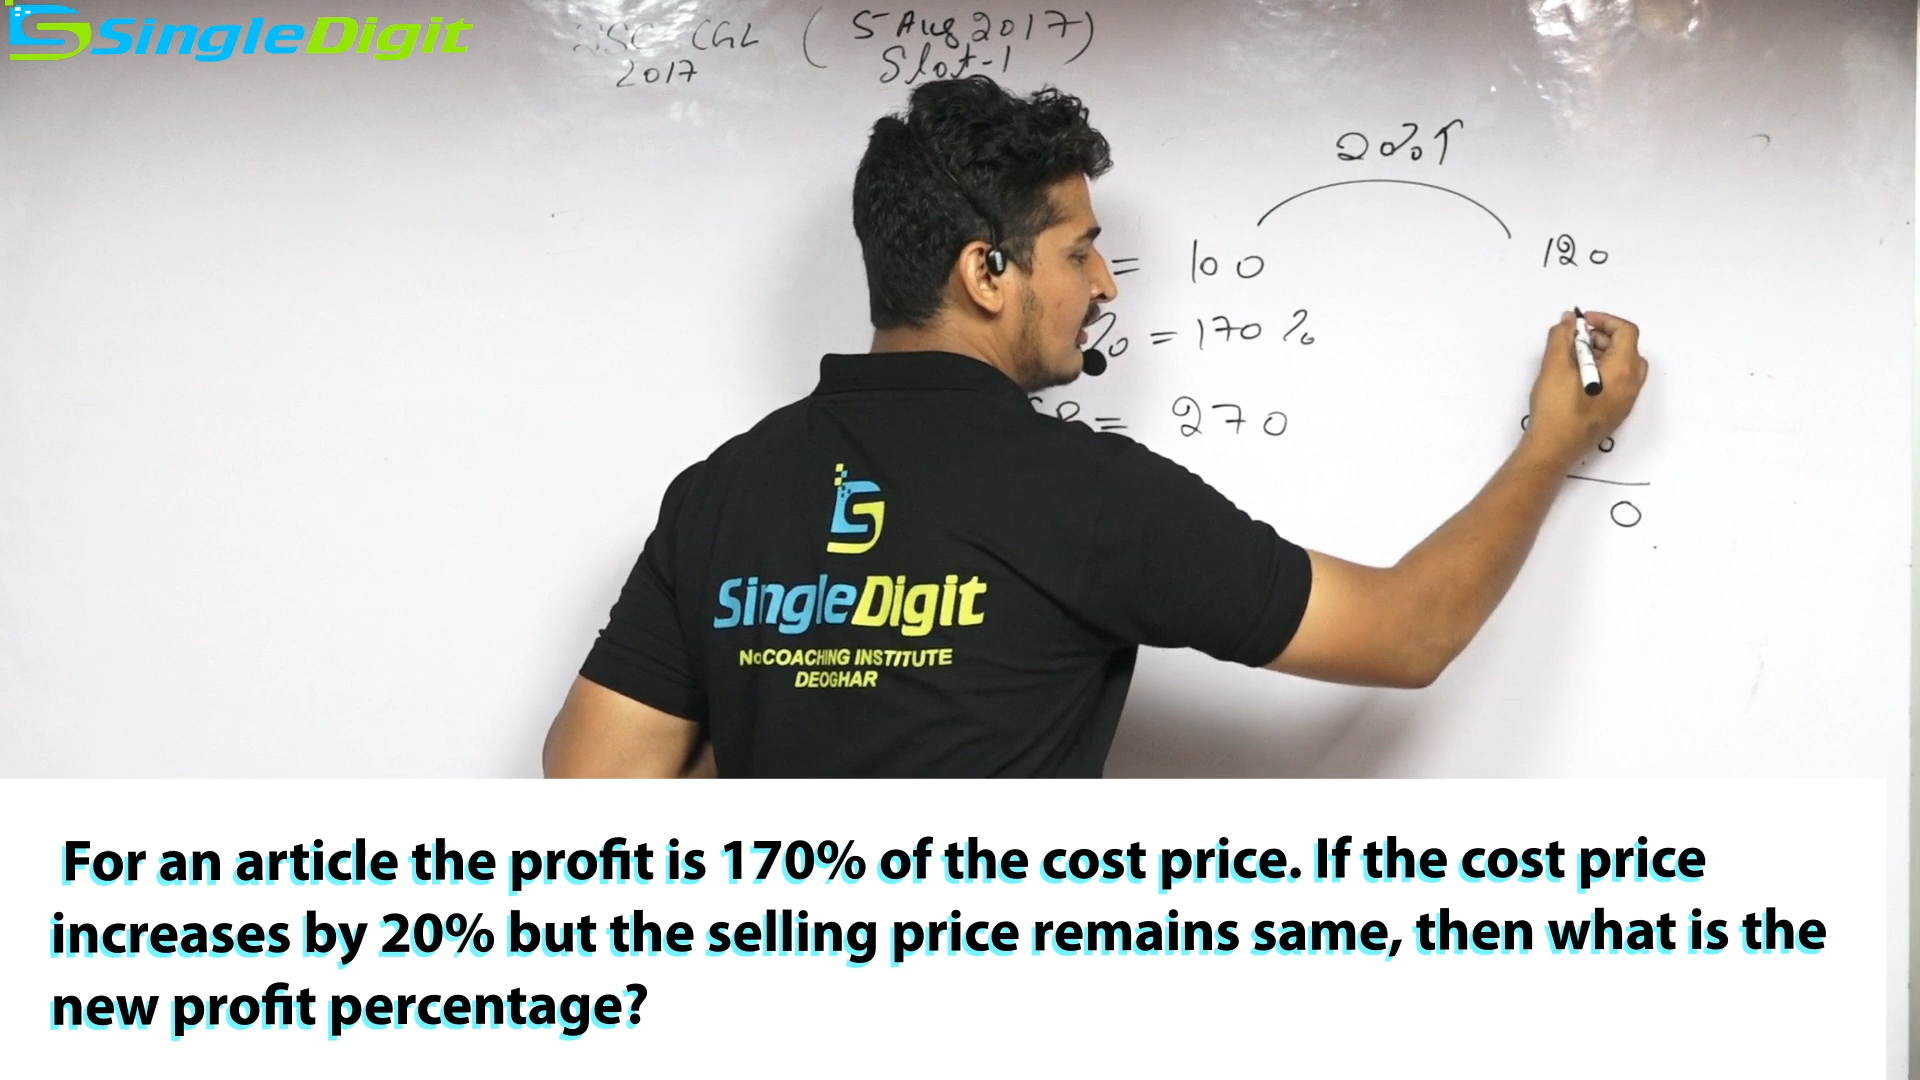 SingleDigit
SSC CGL (5 Aug 2017)
2017 Slot-1
20%↑
= 100 120
% = 170%
= 270
0
SingleDigit
NoCOACHING INSTITUTE
DEOGHAR
For an article the profit is 170% of the cost price. If the cost price
increases by 20% but the selling price remains same, then what is the
new profit percentage?